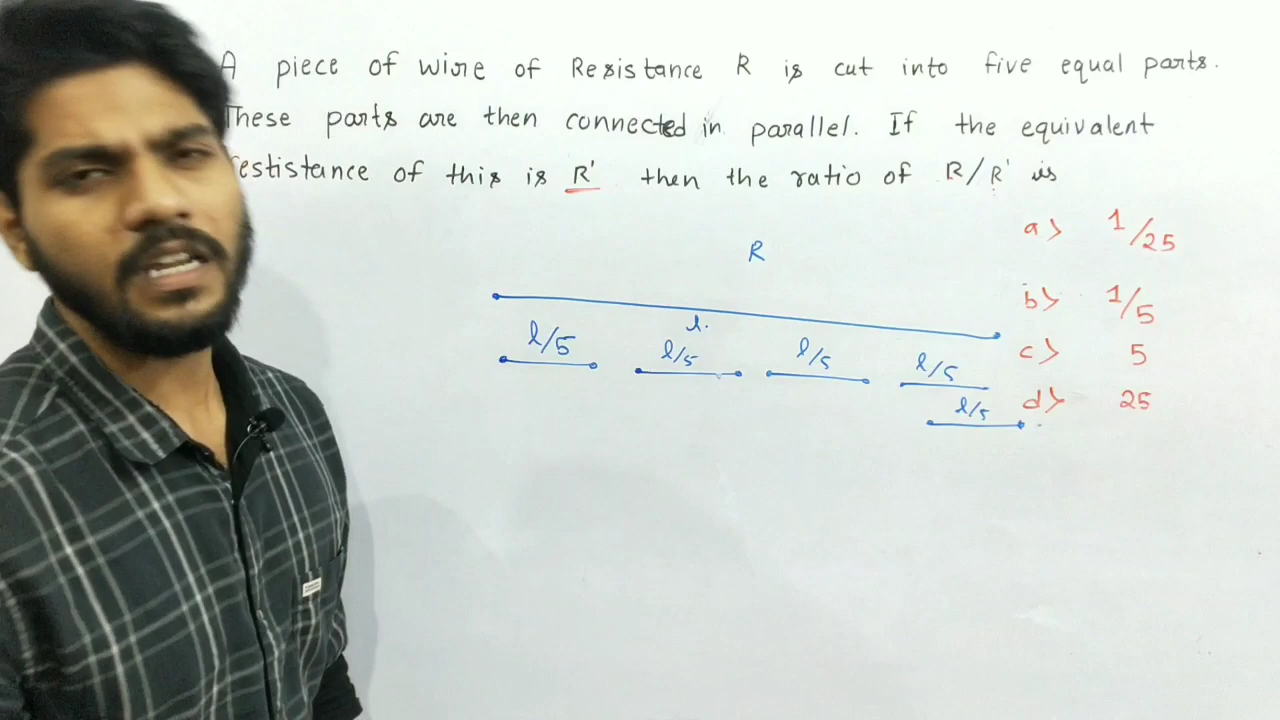 A piece of wire of Resistance R is cut into five equal parts.
These parts are then connected in parallel. If the equivalent
restistance of this is R' then the ratio of R/R' is
a> 1/25
R
b> 1/5
l.
l/5 l/5 l/5 l/5
c> 5
l/5
d> 25